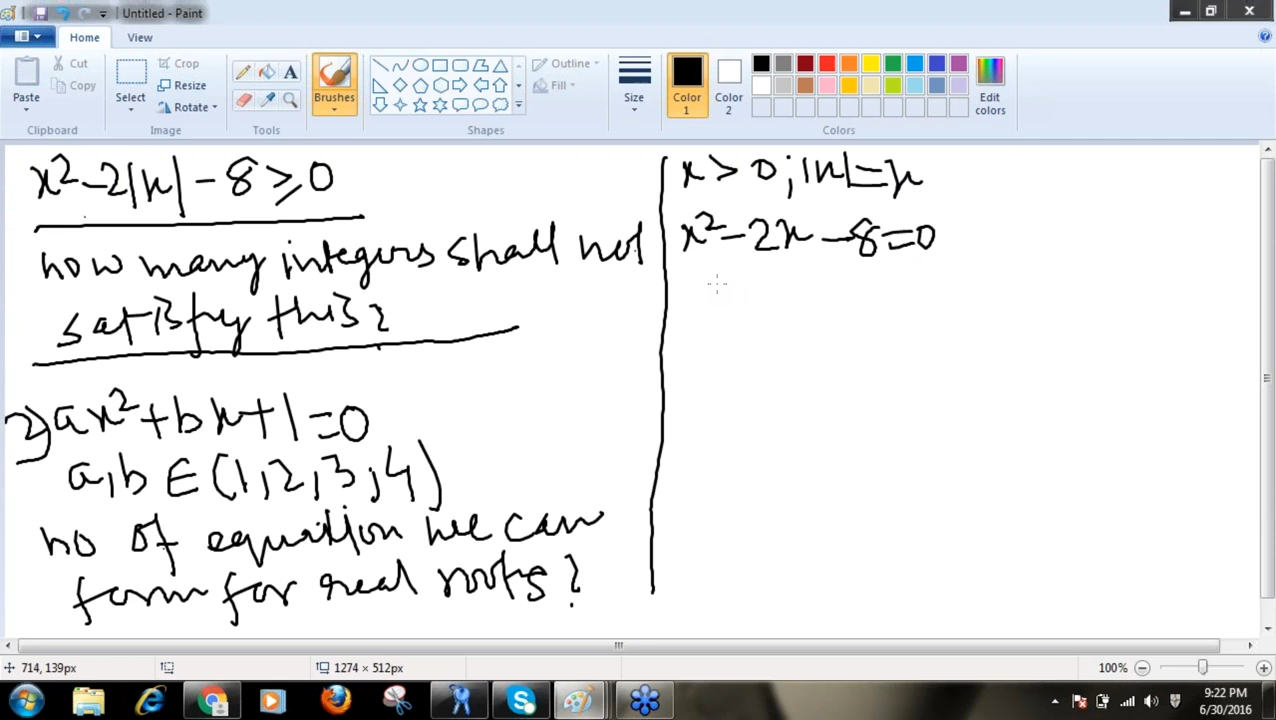 Untitled - Paint
Home View
Cut
Copy
Paste
Clipboard
Crop
Resize
Rotate
Select
Image
A
Tools
Brushes
Outline
Fill
Shapes
Size
Color 1
Color 2
Edit colors
Colors
x²-2|x|-8≥0
how many integers shall not
satisfy this?
2) ax²+bx+1=0
a,b∈(1,2,3,4)
no of equation we can
form for real roots?
x>0;|x|=x
x²-2x-8=0
714, 139px
1274 × 512px
100%
9:22 PM
6/30/2016